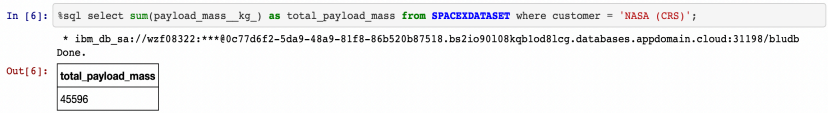 In [6]: %sql select sum(payload_mass__kg_) as total_payload_mass from SPACEXDATASET where customer = 'NASA (CRS)';
* ibm_db_sa://wzf08322:***@0c77d6f2-5da9-48a9-81f8-86b520b87518.bs2io90l08kqb1od8lcg.databases.appdomain.cloud:31198/bludb
Done.
Out[6]:
total_payload_mass
45596